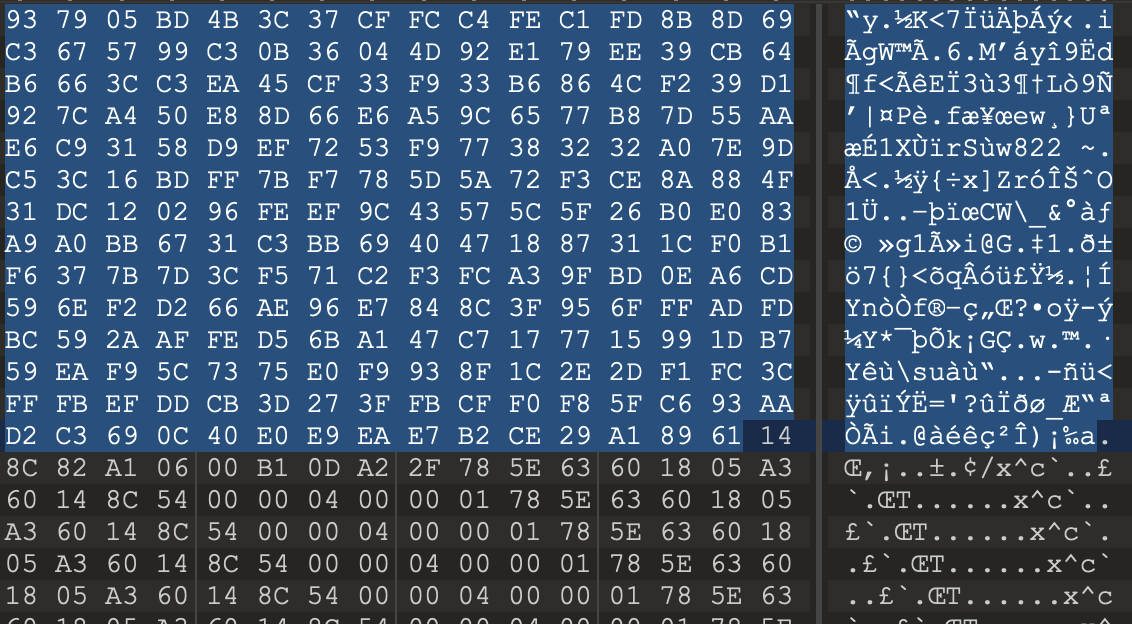 93 79 05 BD 4B 3C 37 CF FC C4 FE C1 FD 8B 8D 69 “y.½K<7ÏüÄþÁý‹.i
C3 67 57 99 C3 0B 36 04 4D 92 E1 79 EE 39 CB 64 ÃgW™Ã.6.M’áyî9Ëd
B6 66 3C C3 EA 45 CF 33 F9 33 B6 86 4C F2 39 D1 ¶f<ÃêEÏ3ù3¶†Lò9Ñ
92 7C A4 50 E8 8D 66 E6 A5 9C 65 77 B8 7D 55 AA ’|¤Pè.fæ¥œew¸}Uª
E6 C9 31 58 D9 EF 72 53 F9 77 38 32 32 A0 7E 9D æÉ1XÙïrSùw822 ~.
C5 3C 16 BD FF 7B F7 78 5D 5A 72 F3 CE 8A 88 4F Å<.½ÿ{÷x]ZróÎŠˆO
31 DC 12 02 96 FE EF 9C 43 57 5C 5F 26 B0 E0 83 1Ü..–þïœCW\_&°àƒ
A9 A0 BB 67 31 C3 BB 69 40 47 18 87 31 1C F0 B1 © »g1Ã»i@G.‡1.ð±
F6 37 7B 7D 3C F5 71 C2 F3 FC A3 9F BD 0E A6 CD ö7{}<õqÂóü£Ÿ½.¦Í
59 6E F2 D2 66 AE 96 E7 84 8C 3F 95 6F FF AD FD YnòÒf®–ç„Œ?•oÿ-ý
BC 59 2A AF FE D5 6B A1 47 C7 17 77 15 99 1D B7 ¼Y*¯þÕk¡GÇ.w.™.·
59 EA F9 5C 73 75 E0 F9 93 8F 1C 2E 2D F1 FC 3C Yêù\suàù“...-ñü<
FF FB EF DD CB 3D 27 3F FB CF F0 F8 5F C6 93 AA ÿûïÝË='?ûÏðø_Æ“ª
D2 C3 69 0C 40 E0 E9 EA E7 B2 CE 29 A1 89 61 14 ÒÃi.@àéêç²Î)¡‰a.
8C 82 A1 06 00 B1 0D A2 2F 78 5E 63 60 18 05 A3 Œ‚¡..±.¢/x^c`..£
60 14 8C 54 00 00 04 00 00 01 78 5E 63 60 18 05 `.ŒT......x^c`..
A3 60 14 8C 54 00 00 04 00 00 01 78 5E 63 60 18 £`.ŒT......x^c`.
05 A3 60 14 8C 54 00 00 04 00 00 01 78 5E 63 60 .£`.ŒT......x^c`
18 05 A3 60 14 8C 54 00 00 04 00 00 01 78 5E 63 ..£`.ŒT......x^c
60 18 05 A3 60 14 8C 54 00 00 04 00 00 01 78 5E